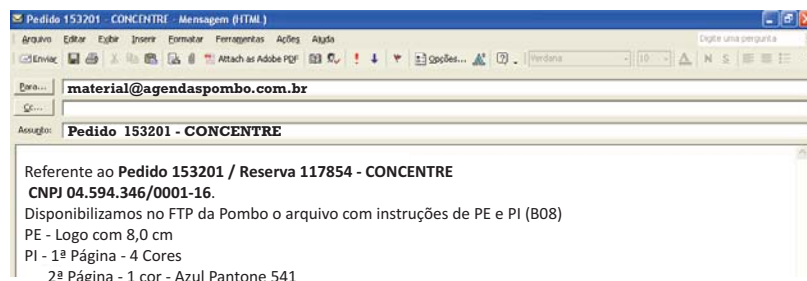 Pedido 153201 - CONCENTRE - Mensagem (HTML)
Arquivo Editar Exibir Inserir Formatar Ferramentas Ações Ajuda
Digite uma pergunta
Enviar Attach as Adobe PDF Opções... Verdana 10 A N S
Para... material@agendaspombo.com.br
Cc...
Assunto: Pedido 153201 - CONCENTRE
Referente ao Pedido 153201 / Reserva 117854 - CONCENTRE
CNPJ 04.594.346/0001-16.
Disponibilizamos no FTP da Pombo o arquivo com instruções de PE e PI (B08)
PE - Logo com 8,0 cm
PI - 1ª Página - 4 Cores
2ª Página - 1 cor - Azul Pantone 541